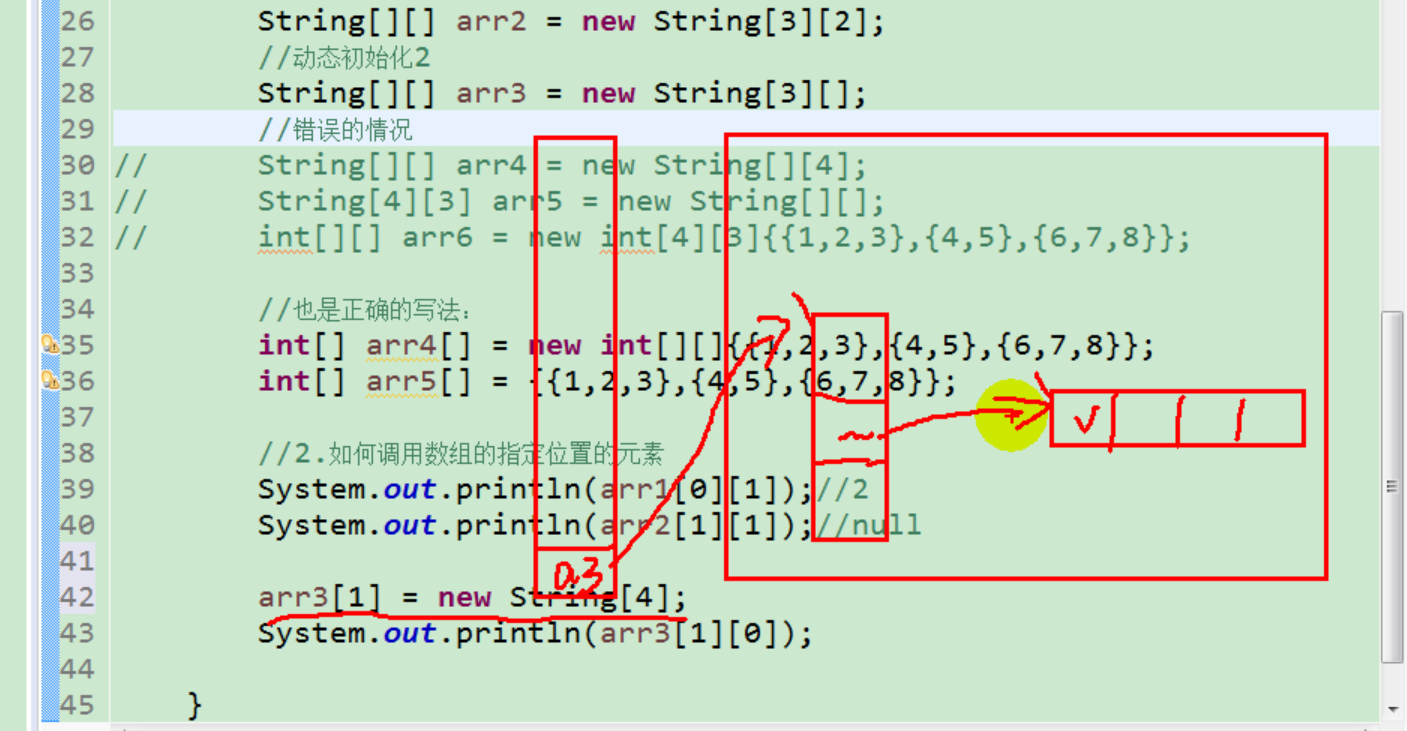 26 String[][] arr2 = new String[3][2];
27 //动态初始化2
28 String[][] arr3 = new String[3][];
29 //错误的情况
30 // String[][] arr4 = new String[][4];
31 // String[4][3] arr5 = new String[][];
32 // int[][] arr6 = new int[4][3]{{1,2,3},{4,5},{6,7,8}};
33
34 //也是正确的写法:
35 int[] arr4[] = new int[][]{{1,2,3},{4,5},{6,7,8}};
36 int[] arr5[] = {{1,2,3},{4,5},{6,7,8}};
37
38 //2.如何调用数组的指定位置的元素
39 System.out.println(arr1[0][1]);//2
40 System.out.println(arr2[1][1]);//null
41
a3
42 arr3[1] = new String[4];
43 System.out.println(arr3[1][0]);
44
45 }